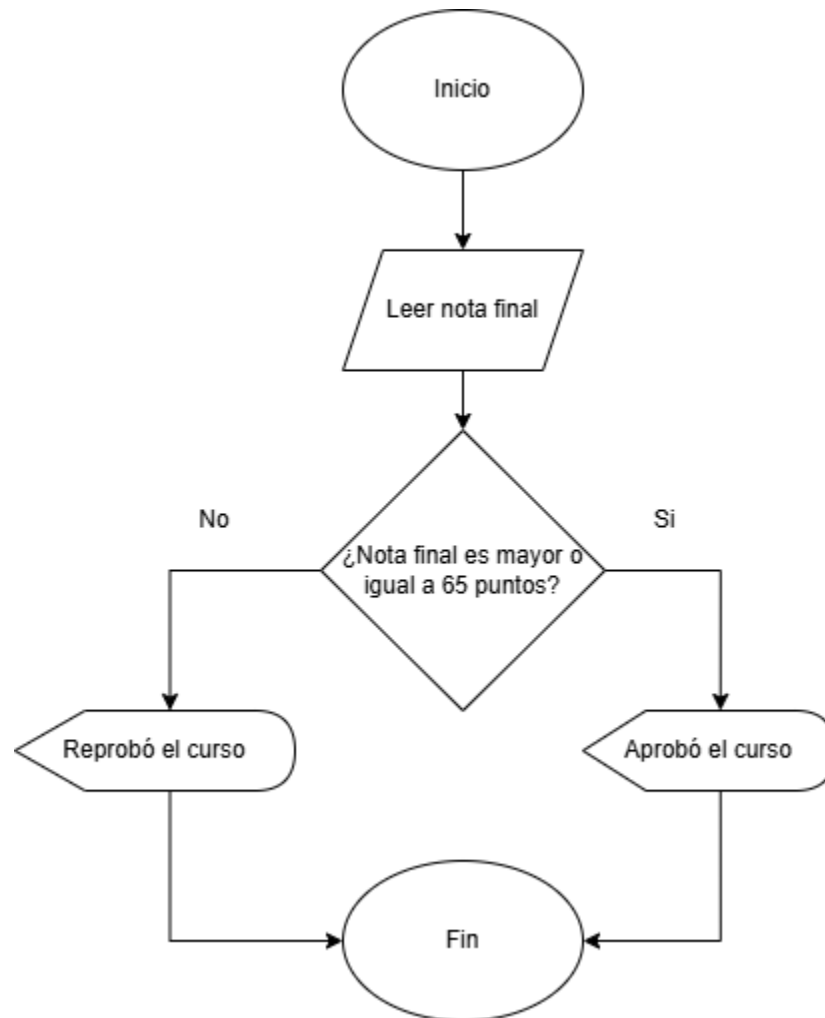 Inicio
Leer nota final
No
Si
¿Nota final es mayor o
igual a 65 puntos?
Reprobó el curso
Aprobó el curso
Fin